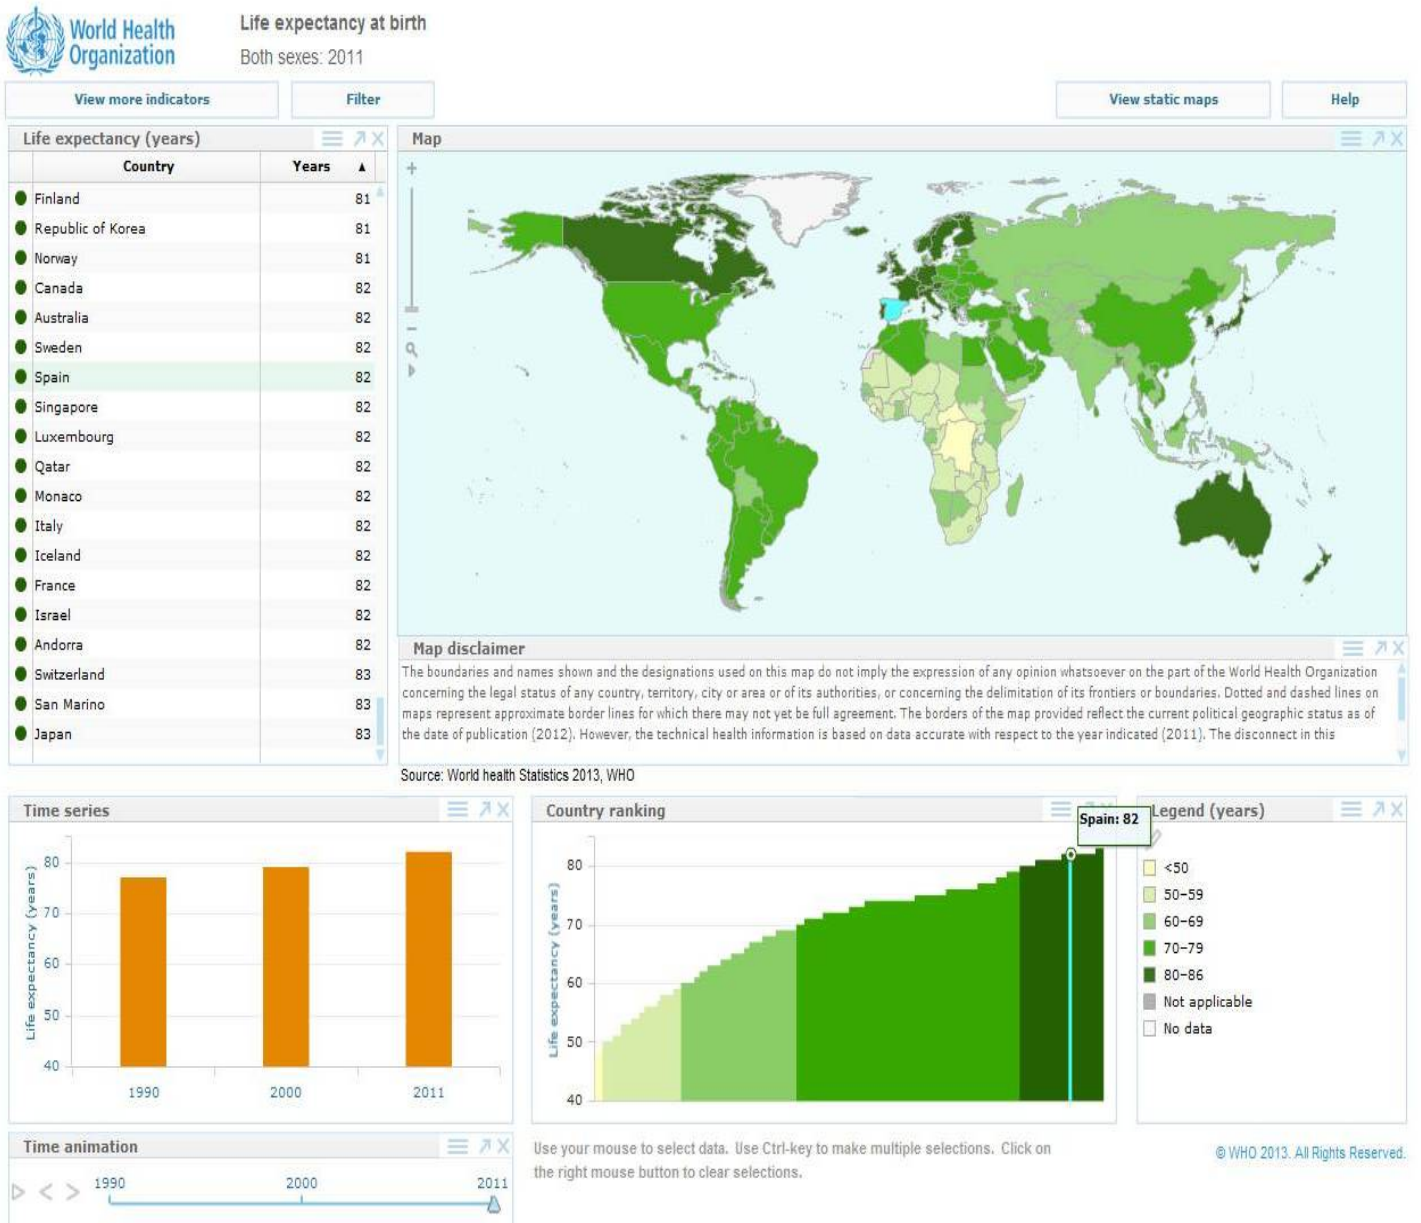 World Health
Organization
Life expectancy at birth
Both sexes: 2011
View more indicators
Filter
View static maps
Help
Life expectancy (years)
Country Years
Finland 81
Republic of Korea 81
Norway 81
Canada 82
Australia 82
Sweden 82
Spain 82
Singapore 82
Luxembourg 82
Qatar 82
Monaco 82
Italy 82
Iceland 82
France 82
Israel 82
Andorra 82
Switzerland 83
San Marino 83
Japan 83
Map
Map disclaimer
The boundaries and names shown and the designations used on this map do not imply the expression of any opinion whatsoever on the part of the World Health Organization
concerning the legal status of any country, territory, city or area or of its authorities, or concerning the delimitation of its frontiers or boundaries. Dotted and dashed lines on
maps represent approximate border lines for which there may not yet be full agreement. The borders of the map provided reflect the current political geographic status as of
the date of publication (2012). However, the technical health information is based on data accurate with respect to the year indicated (2011). The disconnect in this
Source: World health Statistics 2013, WHO
Time series
Life expectancy (years)
80
70
60
50
40
1990 2000 2011
Country ranking
Spain: 82
Life expectancy (years)
80
70
60
50
40
Legend (years)
<50
50-59
60-69
70-79
80-86
Not applicable
No data
Time animation
1990 2000 2011
Use your mouse to select data. Use Ctrl-key to make multiple selections. Click on
the right mouse button to clear selections.
© WHO 2013. All Rights Reserved.